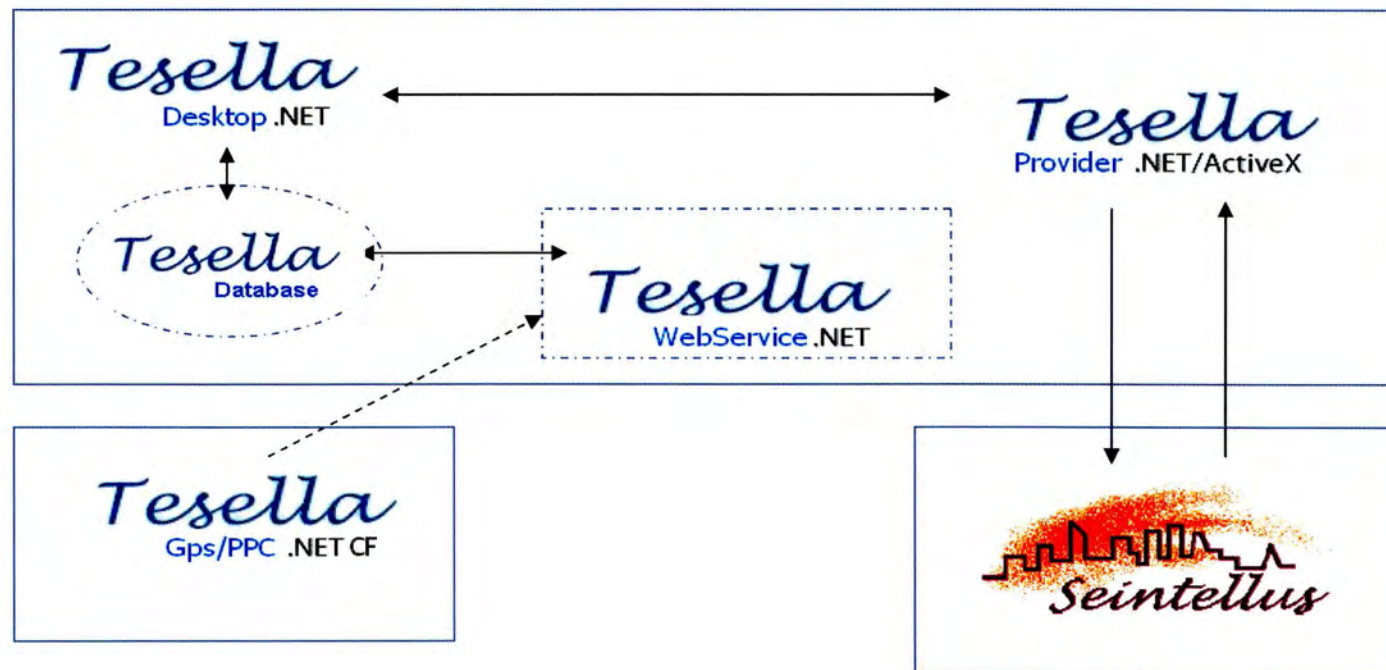 Tesella
Desktop .NET
Tesella
Provider .NET/ActiveX
Tesella
Database
Tesella
WebService .NET
Tesella
Gps/PPC .NET CF
Seintellus